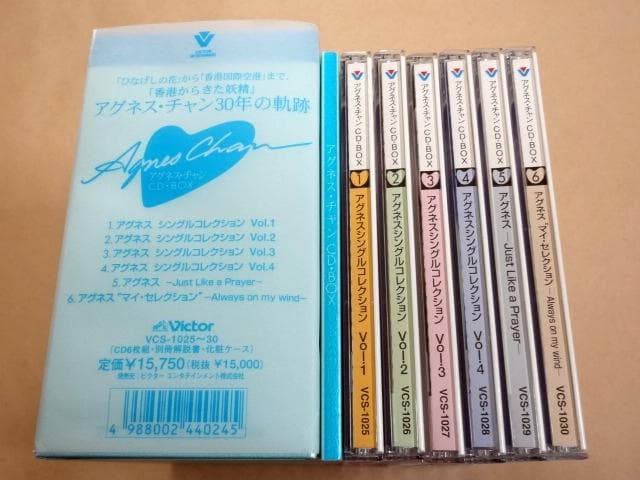 VICTOR ENTERTAINMENT
「ひなげしの花」から「香港国際空港」まで、
「香港からきた妖精」
アグネス・チャン30年の軌跡
Agnes Chan
アグネス・チャン
CD・BOX
1.アグネス シングルコレクション Vol.1
2.アグネス シングルコレクション Vol.2
3.アグネス シングルコレクション Vol.3
4.アグネス シングルコレクション Vol.4
5.アグネス ~Just Like a Prayer~
6.アグネス"マイ・セレクション" ~Always on my wind~
Victor
VCS-1025~30
(CD6枚組・別冊解説書・化粧ケース)
定価¥15,750(税抜 ¥15,000)
発売元:ビクター エンタテインメント株式会社
4 988002 440245
アグネス・チャン CD・BOX
アグネス・チャン CD・BOX
1
アグネスシングルコレクション Vol.1
VCS-1025
アグネス・チャン CD・BOX
2
アグネスシングルコレクション Vol.2
VCS-1026
アグネス・チャン CD・BOX
3
アグネスシングルコレクション Vol.3
VCS-1027
アグネス・チャン CD・BOX
4
アグネスシングルコレクション Vol.4
VCS-1028
アグネス・チャン CD・BOX
5
アグネス ~Just Like a Prayer~
VCS-1029
アグネス・チャン CD・BOX
6
アグネス"マイ・セレクション" ~Always on my wind~
VCS-1030